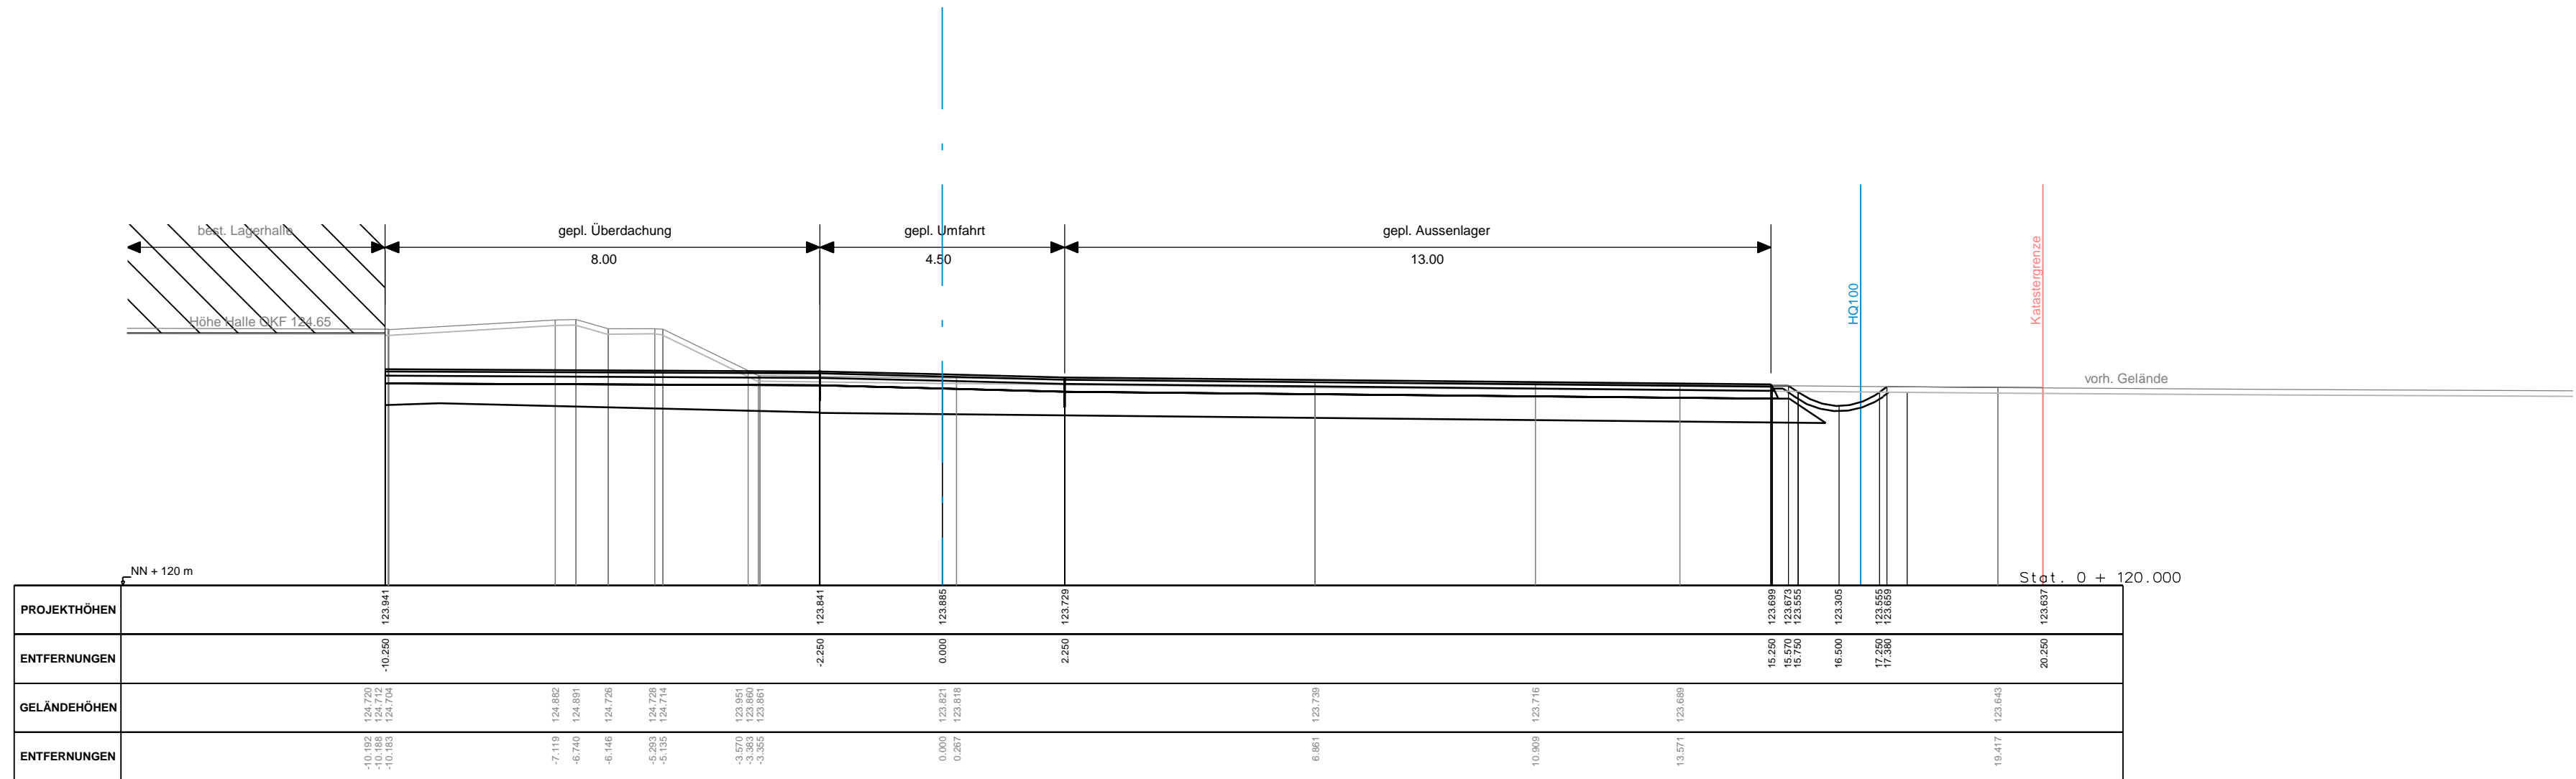 best. Lagerhalle
gepl. Überdachung
gepl. Umfahrt
gepl. Aussenlager
8.00
4.50
13.00
HQ100
Katastergrenze
Höhe Halle OKF 124.65
vorh. Gelände
NN + 120 m
Stat. 0 + 120.000
PROJEKTHÖHEN 123.941 123.841 123.885 123.729 123.699 123.673 123.555 123.305 123.555 123.659 123.637
ENTFERNUNGEN -10.250 -2.250 0.000 2.250 15.250 15.570 15.750 16.500 17.250 17.380 20.250
GELÄNDEHÖHEN 124.720 124.712 124.704 124.882 124.891 124.726 124.728 124.714 123.951 123.860 123.861 123.821 123.818 123.739 123.716 123.689 123.643
ENTFERNUNGEN -10.192 -10.188 -10.183 -7.119 -6.740 -6.146 -5.293 -5.135 -3.570 -3.383 -3.355 0.000 0.267 6.861 10.909 13.571 19.417